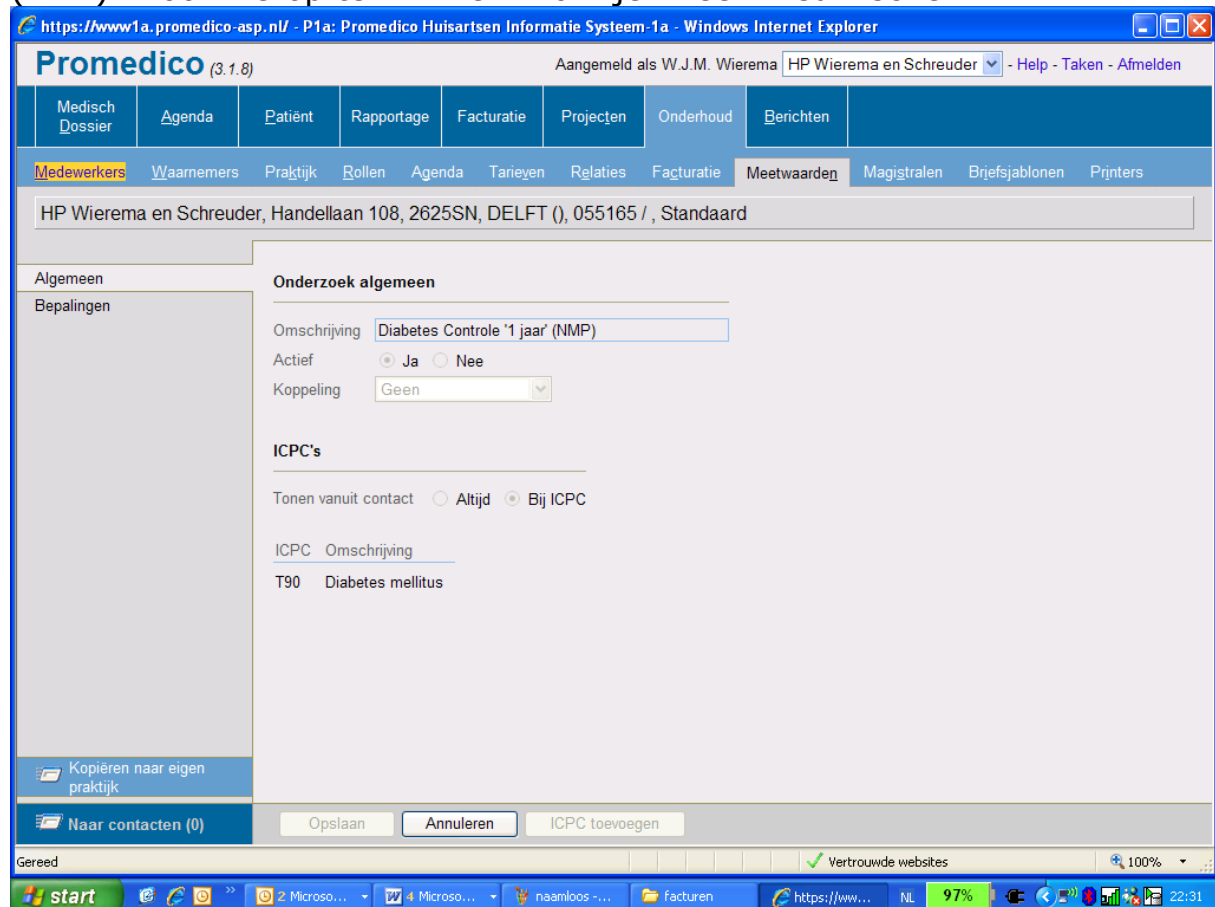 https://www1a.promedico-asp.nl/ - P1a: Promedico Huisartsen Informatie Systeem-1a - Windows Internet Explorer
Promedico (3.1.8) Aangemeld als W.J.M. Wierema HP Wierema en Schreuder - Help - Taken - Afmelden
Medisch Dossier Agenda Patiënt Rapportage Facturatie Projecten Onderhoud Berichten
Medewerkers Waarnemers Praktijk Rollen Agenda Tarieven Relaties Facturatie Meetwaarden Magistralen Briefsjablonen Printers
HP Wierema en Schreuder, Handellaan 108, 2625SN, DELFT (), 055165 / , Standaard
Algemeen
Bepalingen
Onderzoek algemeen
Omschrijving Diabetes Controle '1 jaar' (NMP)
Actief Ja Nee
Koppeling Geen
ICPC's
Tonen vanuit contact Altijd Bij ICPC
ICPC Omschrijving
T90 Diabetes mellitus
Kopiëren naar eigen
praktijk
Naar contacten (0) Opslaan Annuleren ICPC toevoegen
Gereed Vertrouwde websites 100%
start 2 Microso... 4 Microso... naamloos -... facturen https://ww... NL 97% 22:31